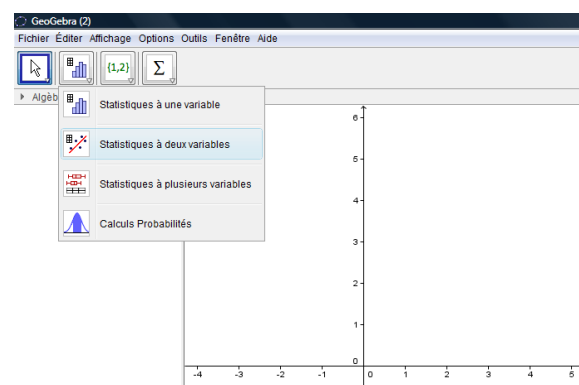 GeoGebra (2)
Fichier Éditer Affichage Options Outils Fenêtre Aide
{1,2} Σ
Algèb
Statistiques à une variable
Statistiques à deux variables
Statistiques à plusieurs variables
Calculs Probabilités
6
5
4
3
2
1
0
-4 -3 -2 -1 0 1 2 3 4 5